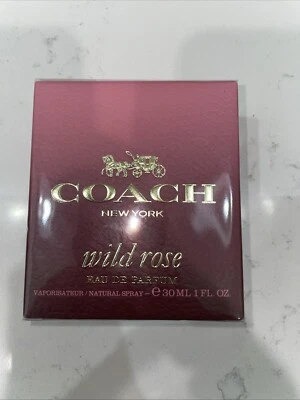 COACH
NEW YORK
wild rose
EAU DE PARFUM
VAPORISATEUR / NATURAL SPRAY - ℮ 30 ML 1 FL. OZ.